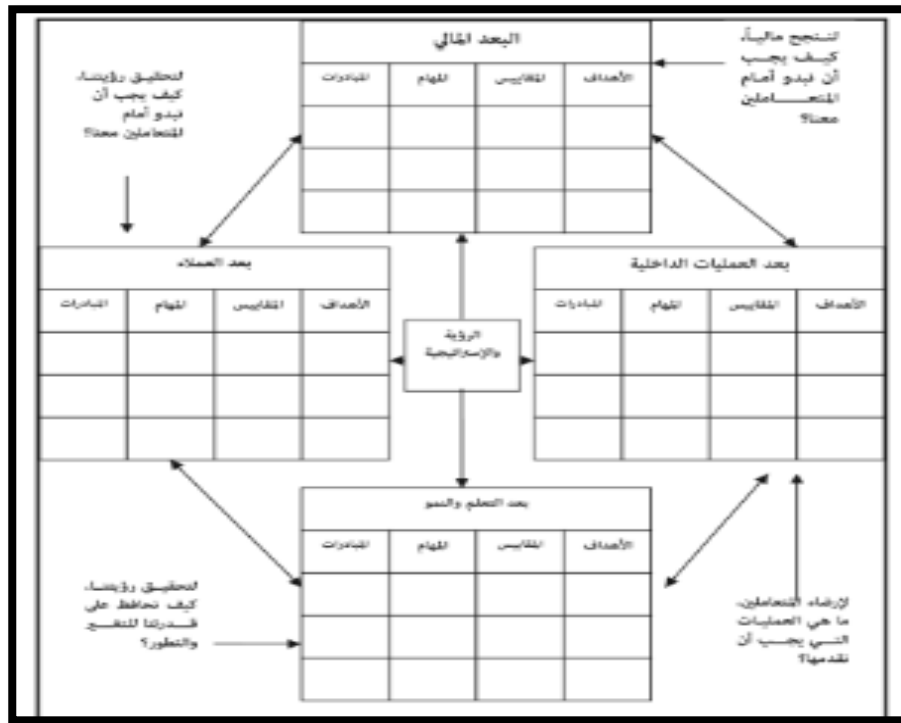 البعد المالي
الأهداف
المقاييس
المهام
المبادرات
لننجح مالياً،
كيف يجب
أن نبدو أمام
المتعاملين
معنا؟
لتحقيق رؤيتنا،
كيف يجب أن
نبدو أمام
المتعاملين معنا؟
بعد العمليات الداخلية
الأهداف
المقاييس
المهام
المبادرات
الرؤية
والإستراتيجية
بعد العملاء
الأهداف
المقاييس
المهام
المبادرات
بعد التعلم والنمو
الأهداف
المقاييس
المهام
المبادرات
لإرضاء المتعاملين،
ما هي العمليات
التي يجب أن
نقدمها؟
لتحقيق رؤيتنا،
كيف نحافظ على
قدرتنا للتغيير
والتطور؟